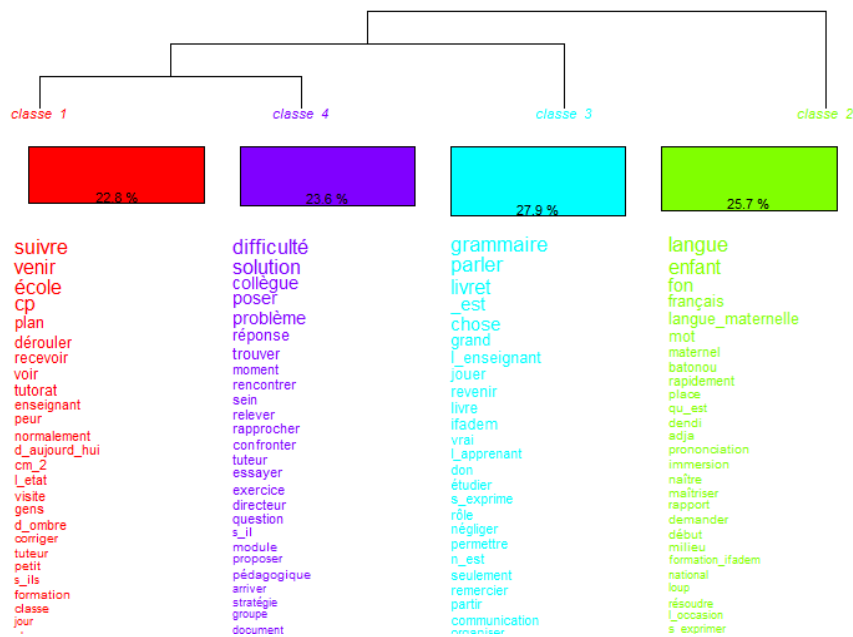 classe 1
classe 4
classe 3
classe 2
22.8 %
23.6 %
27.9 %
25.7 %
suivre
venir
école
cp
plan
dérouler
recevoir
voir
tutorat
enseignant
peur
normalement
d_aujourd_hui
cm_2
l_etat
visite
gens
d_ombre
corriger
tuteur
petit
s_ils
formation
classe
jour
difficulté
solution
collègue
poser
problème
réponse
trouver
moment
rencontrer
sein
relever
rapprocher
confronter
tuteur
essayer
exercice
directeur
question
s_il
module
proposer
pédagogique
arriver
stratégie
groupe
document
grammaire
parler
livret
_est
chose
grand
l_enseignant
jouer
revenir
livre
ifadem
vrai
l_apprenant
don
étudier
s_exprime
rôle
négliger
permettre
n_est
seulement
remercier
partir
communication
organiser
langue
enfant
fon
français
langue_maternelle
mot
maternel
batonou
rapidement
place
qu_est
dendi
adja
prononciation
immersion
naître
maîtriser
rapport
demander
début
milieu
formation_ifadem
national
loup
résoudre
l_occasion
s_exprimer